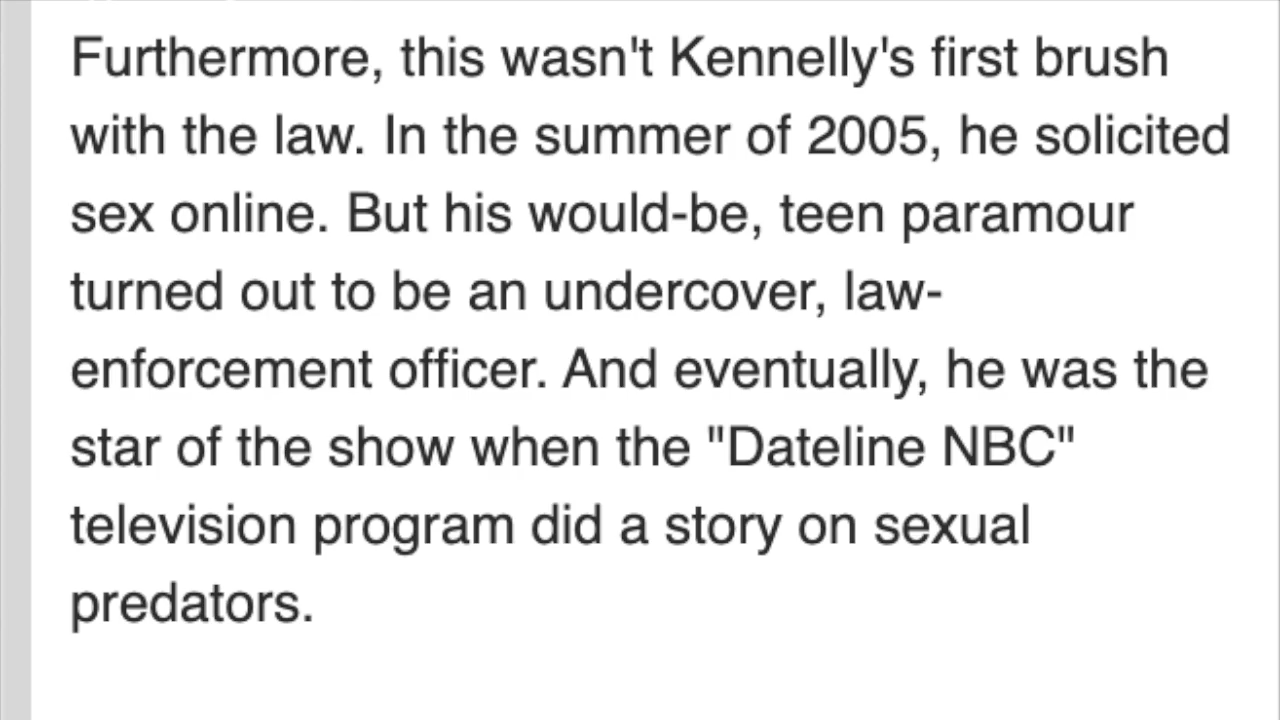 Furthermore, this wasn't Kennelly's first brush
with the law. In the summer of 2005, he solicited
sex online. But his would-be, teen paramour
turned out to be an undercover, law-
enforcement officer. And eventually, he was the
star of the show when the "Dateline NBC"
television program did a story on sexual
predators.